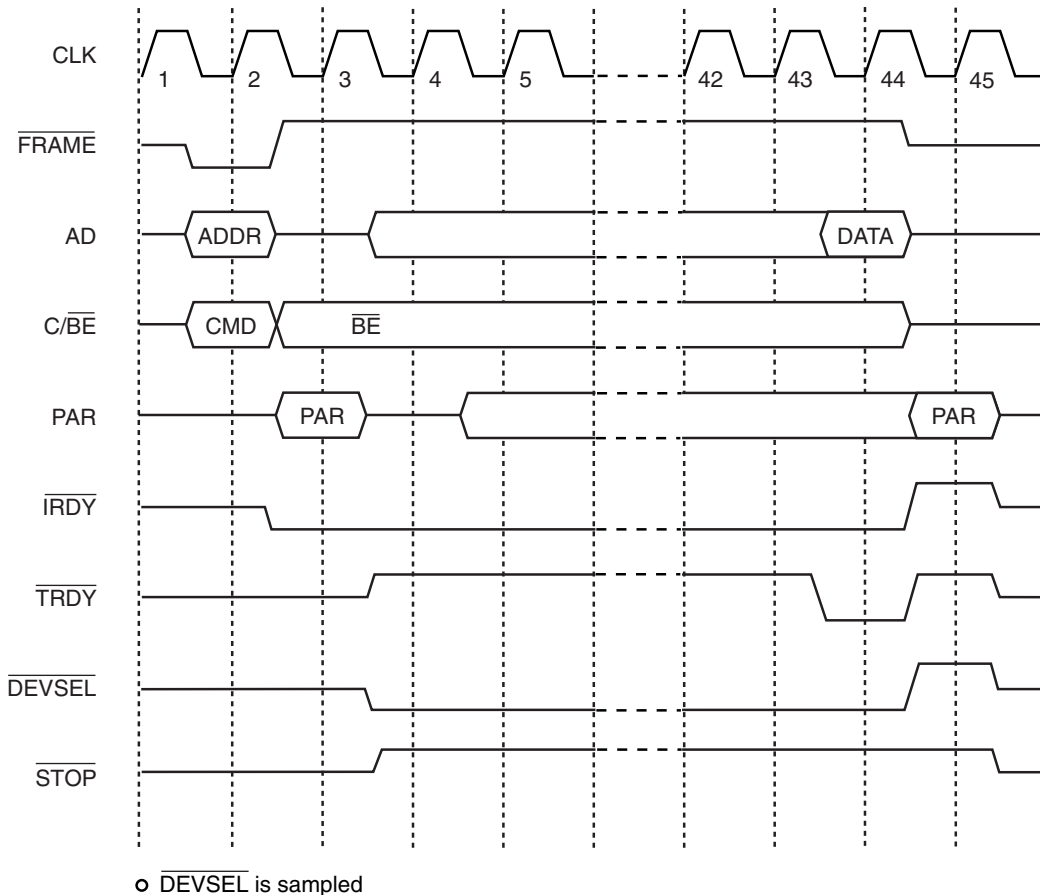 CLK
1 2 3 4 5 42 43 44 45
FRAME
AD
ADDR
DATA
C/BE
CMD
BE
PAR
PAR
PAR
IRDY
TRDY
DEVSEL
STOP
DEVSEL is sampled